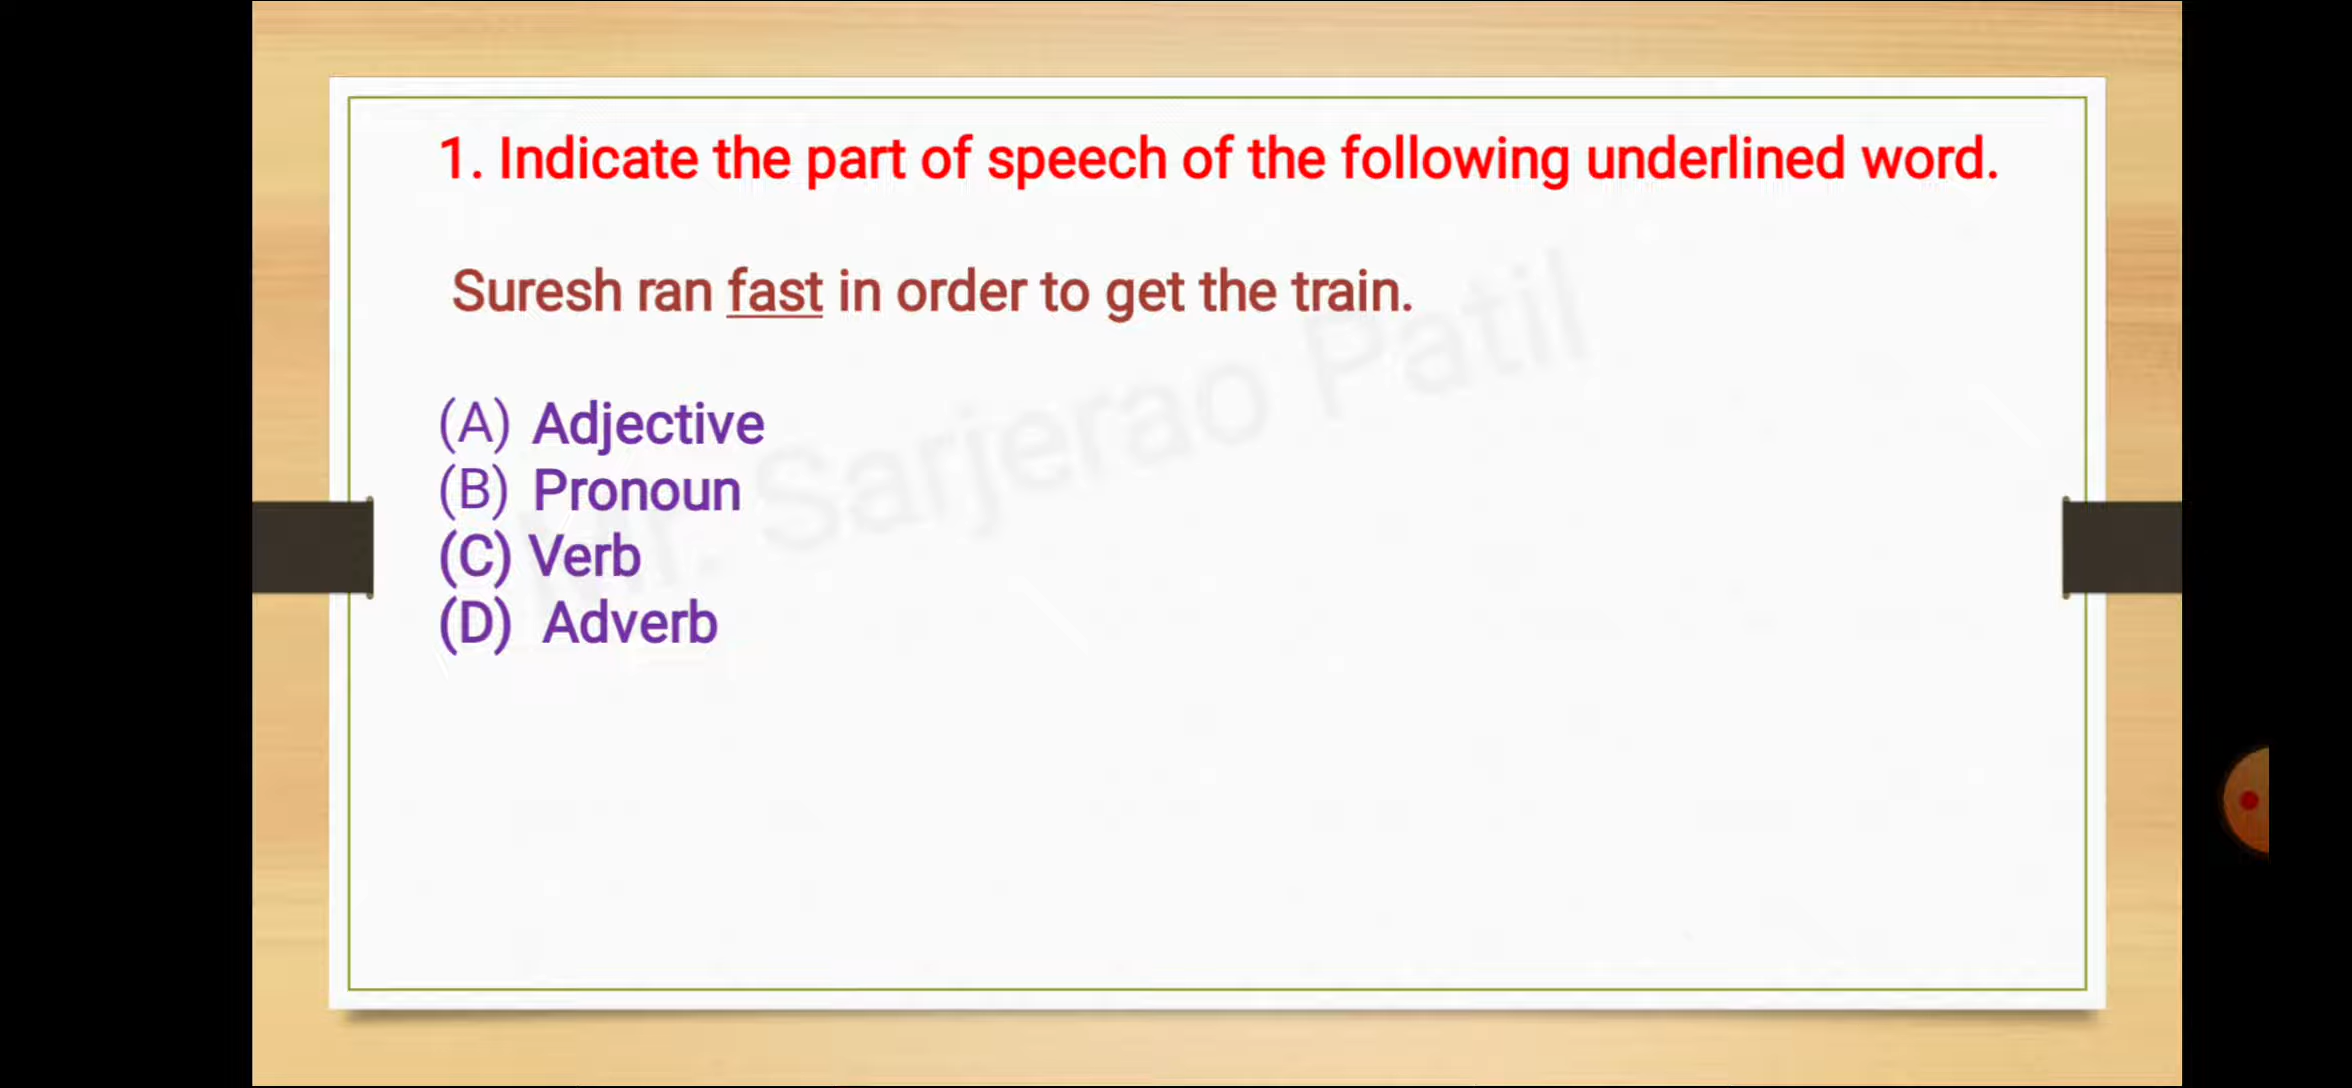 1. Indicate the part of speech of the following underlined word.
Suresh ran fast in order to get the train.
(A) Adjective
(B) Pronoun
(C) Verb
(D) Adverb
Mr. Sarjerao Patil